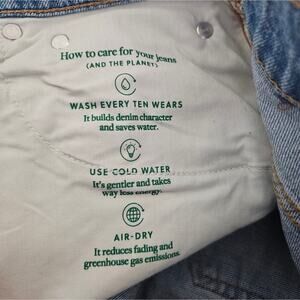 How to care for your jeans
(AND THE PLANET)
WASH EVERY TEN WEARS
It builds denim character
and saves water.
USE COLD WATER
It's gentler and takes
way less energy.
AIR-DRY
It reduces fading and
greenhouse gas emissions.